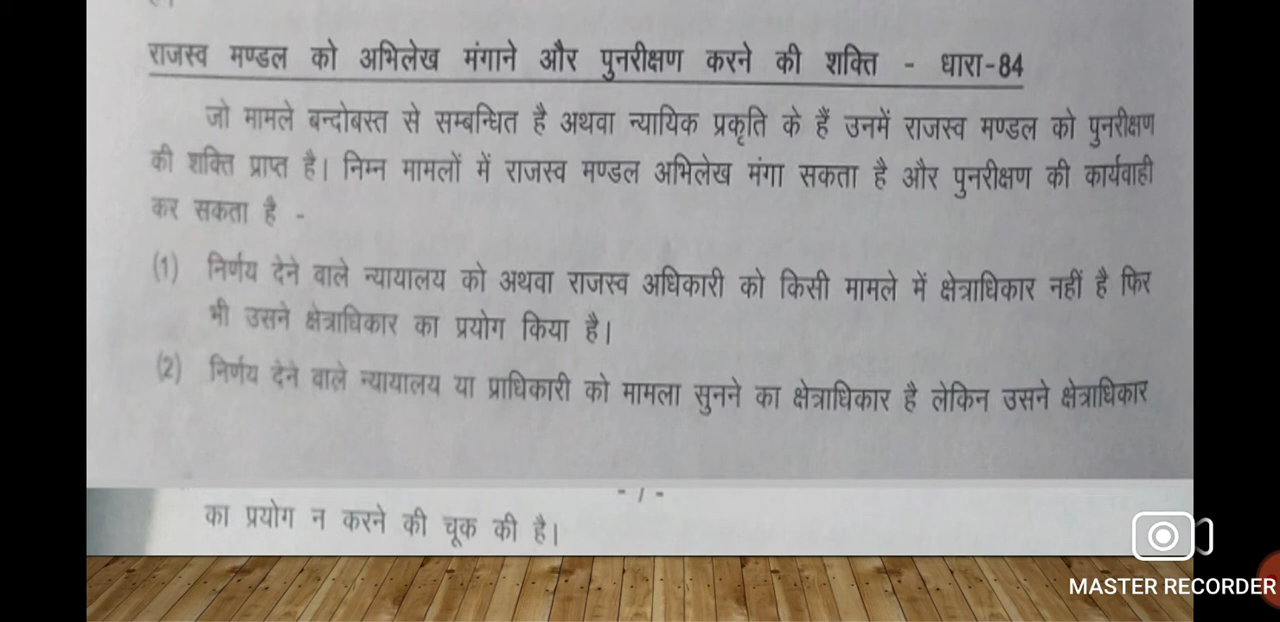 राजस्व मण्डल को अभिलेख मंगाने और पुनरीक्षण करने की शक्ति - धारा-84
जो मामले बन्दोबस्त से सम्बन्धित है अथवा न्यायिक प्रकृति के हैं उनमें राजस्व मण्डल को पुनरीक्षण
की शक्ति प्राप्त है। निम्न मामलों में राजस्व मण्डल अभिलेख मंगा सकता है और पुनरीक्षण की कार्यवाही
कर सकता है -
(1) निर्णय देने वाले न्यायालय को अथवा राजस्व अधिकारी को किसी मामले में क्षेत्राधिकार नहीं है फिर
भी उसने क्षेत्राधिकार का प्रयोग किया है।
(2) निर्णय देने वाले न्यायालय या प्राधिकारी को मामला सुनने का क्षेत्राधिकार है लेकिन उसने क्षेत्राधिकार
का प्रयोग न करने की चूक की है।
MASTER RECORDER